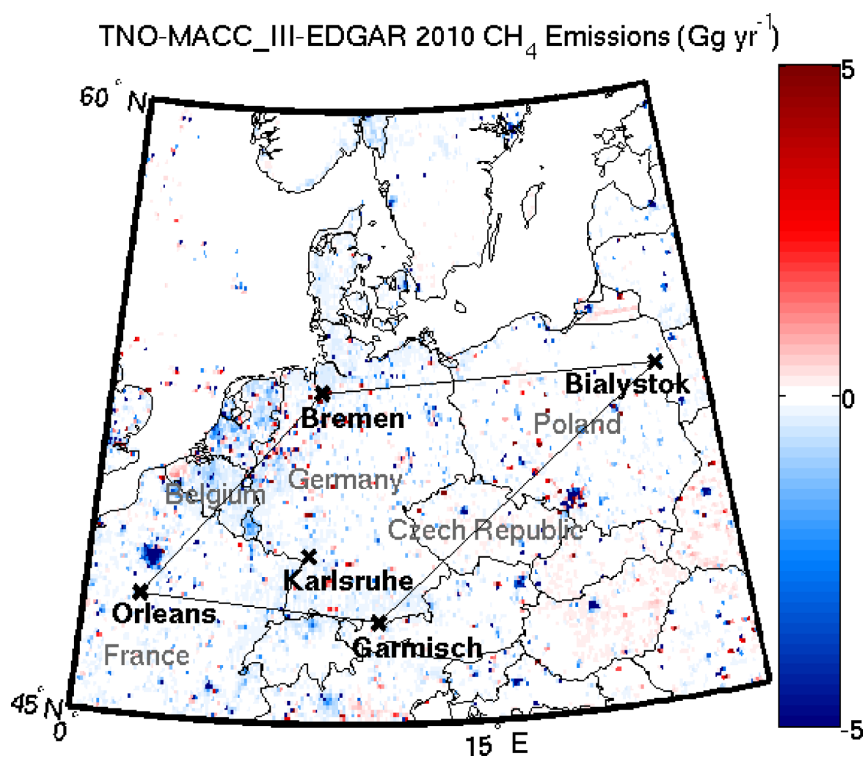 TNO-MACC_III-EDGAR 2010 CH₄ Emissions (Gg yr⁻¹)
60° N
5
Bialystok
0
Bremen
Poland
Germany
Belgium
Czech Republic
Karlsruhe
Orleans
Garmisch
France
45° N
0°
15° E
-5